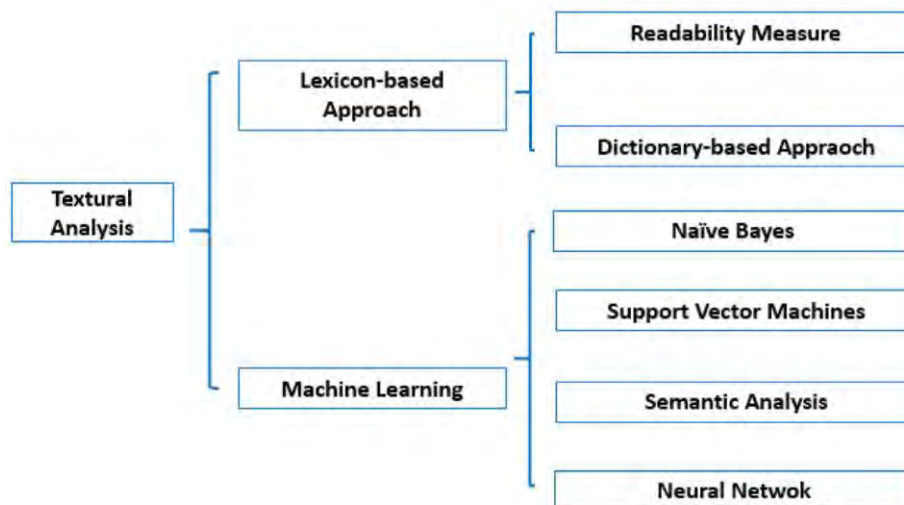 Textural
Analysis
Lexicon-based
Approach
Readability Measure
Dictionary-based Appraoch
Machine Learning
Naïve Bayes
Support Vector Machines
Semantic Analysis
Neural Netwok